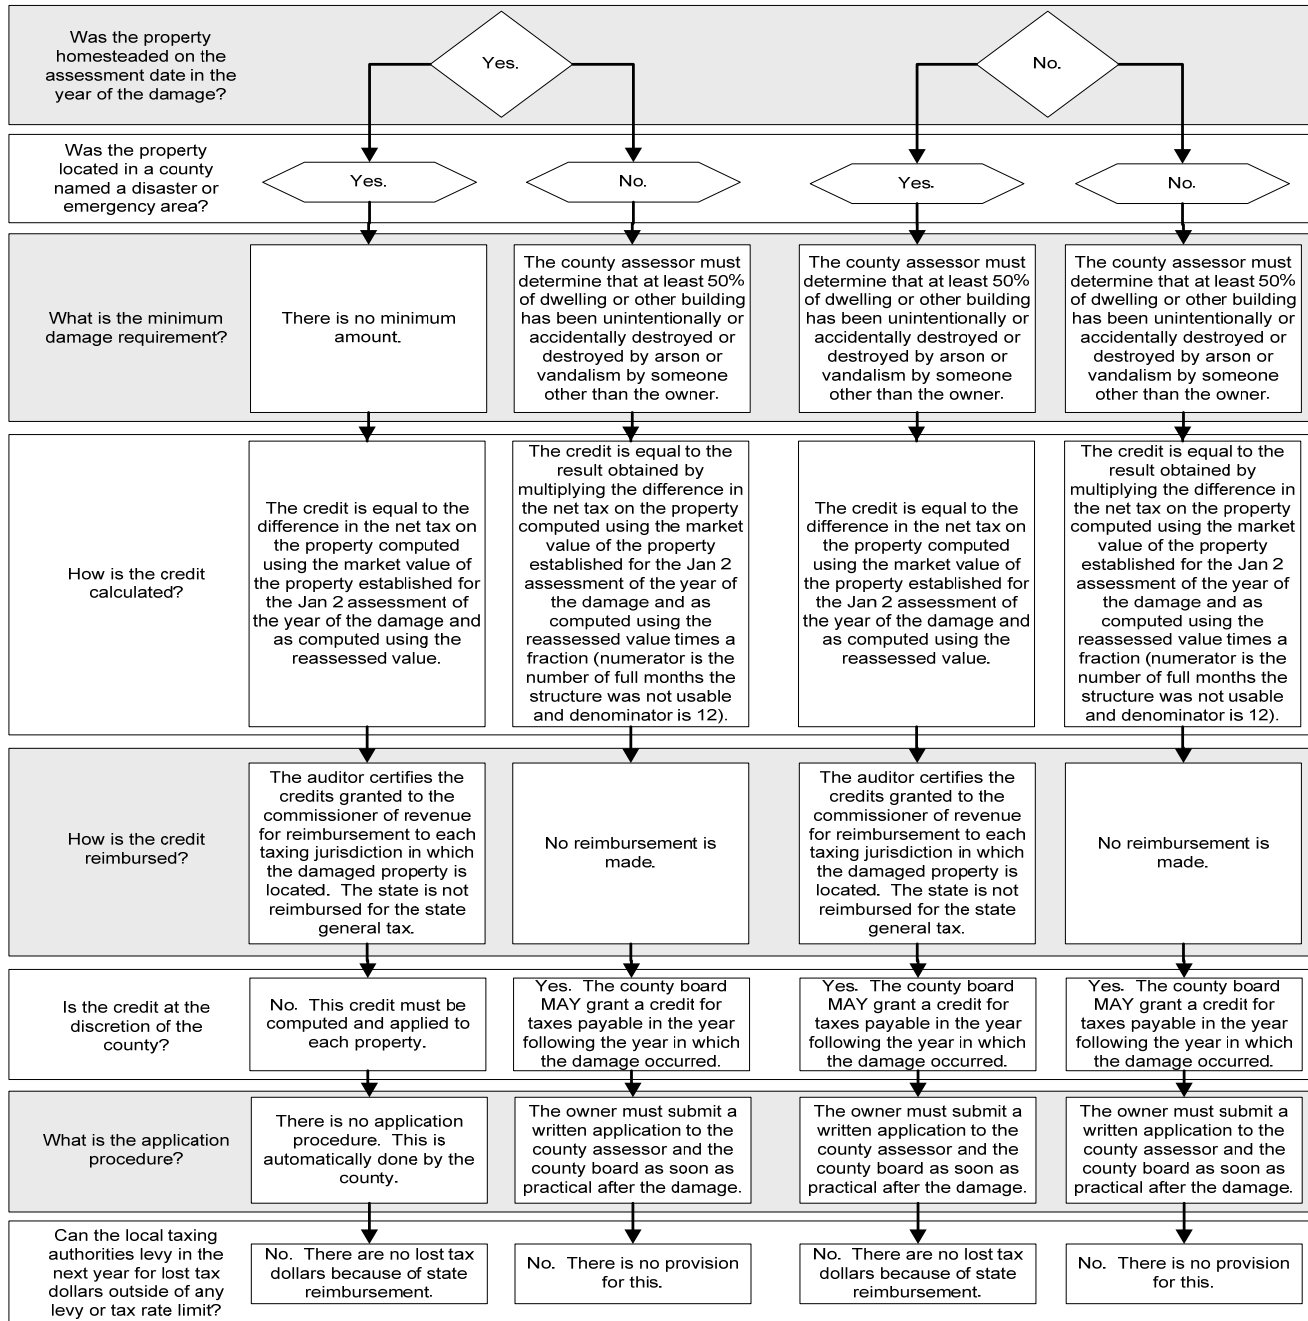 Was the property
homesteaded on the
assessment date in the
year of the damage?
Yes.
No.
Was the property
located in a county
named a disaster or
emergency area?
Yes.
No.
Yes.
No.
What is the minimum
damage requirement?
There is no minimum
amount.
The county assessor must
determine that at least 50%
of dwelling or other building
has been unintentionally or
accidentally destroyed or
destroyed by arson or
vandalism by someone
other than the owner.
The county assessor must
determine that at least 50%
of dwelling or other building
has been unintentionally or
accidentally destroyed or
destroyed by arson or
vandalism by someone
other than the owner.
The county assessor must
determine that at least 50%
of dwelling or other building
has been unintentionally or
accidentally destroyed or
destroyed by arson or
vandalism by someone
other than the owner.
How is the credit
calculated?
The credit is equal to the
difference in the net tax on
the property computed
using the market value of
the property established for
the Jan 2 assessment of
the year of the damage and
as computed using the
reassessed value.
The credit is equal to the
result obtained by
multiplying the difference in
the net tax on the property
computed using the market
value of the property
established for the Jan 2
assessment of the year of
the damage and as
computed using the
reassessed value times a
fraction (numerator is the
number of full months the
structure was not usable
and denominator is 12).
The credit is equal to the
difference in the net tax on
the property computed
using the market value of
the property established for
the Jan 2 assessment of
the year of the damage and
as computed using the
reassessed value.
The credit is equal to the
result obtained by
multiplying the difference in
the net tax on the property
computed using the market
value of the property
established for the Jan 2
assessment of the year of
the damage and as
computed using the
reassessed value times a
fraction (numerator is the
number of full months the
structure was not usable
and denominator is 12).
How is the credit
reimbursed?
The auditor certifies the
credits granted to the
commissioner of revenue
for reimbursement to each
taxing jurisdiction in which
the damaged property is
located. The state is not
reimbursed for the state
general tax.
No reimbursement is
made.
The auditor certifies the
credits granted to the
commissioner of revenue
for reimbursement to each
taxing jurisdiction in which
the damaged property is
located. The state is not
reimbursed for the state
general tax.
No reimbursement is
made.
Is the credit at the
discretion of the
county?
No. This credit must be
computed and applied to
each property.
Yes. The county board
MAY grant a credit for
taxes payable in the year
following the year in which
the damage occurred.
Yes. The county board
MAY grant a credit for
taxes payable in the year
following the year in which
the damage occurred.
Yes. The county board
MAY grant a credit for
taxes payable in the year
following the year in which
the damage occurred.
What is the application
procedure?
There is no application
procedure. This is
automatically done by the
county.
The owner must submit a
written application to the
county assessor and the
county board as soon as
practical after the damage.
The owner must submit a
written application to the
county assessor and the
county board as soon as
practical after the damage.
The owner must submit a
written application to the
county assessor and the
county board as soon as
practical after the damage.
Can the local taxing
authorities levy in the
next year for lost tax
dollars outside of any
levy or tax rate limit?
No. There are no lost tax
dollars because of state
reimbursement.
No. There is no provision
for this.
No. There are no lost tax
dollars because of state
reimbursement.
No. There is no provision
for this.